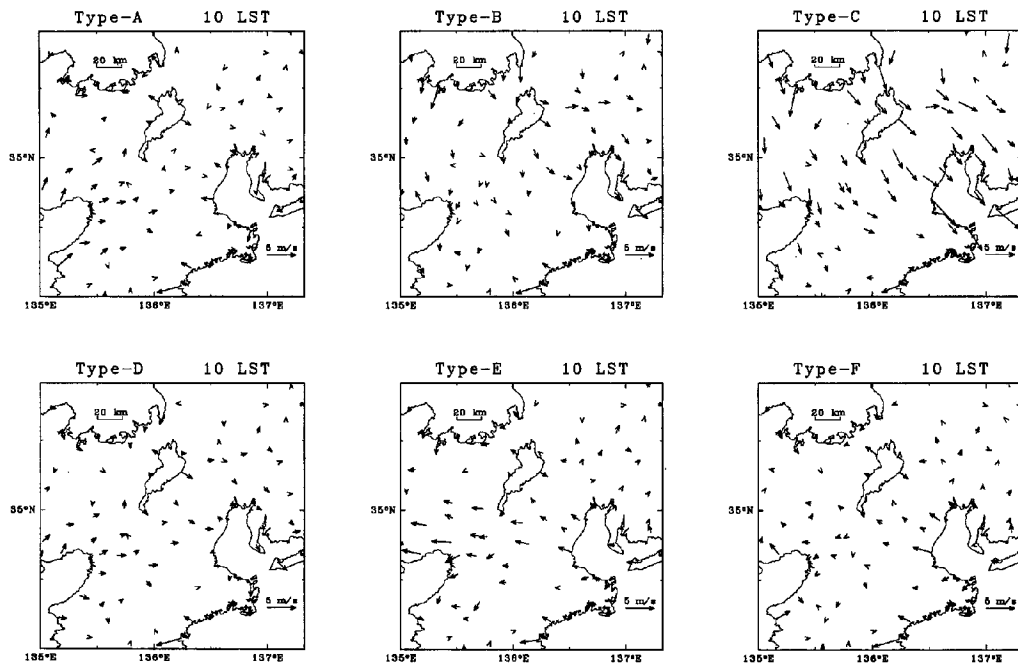 Type-A 10 LST
20 km
35°N
5 m/s
135°E 136°E 137°E
Type-B 10 LST
20 km
35°N
5 m/s
135°E 136°E 137°E
Type-C 10 LST
20 km
35°N
5 m/s
135°E 136°E 137°E
Type-D 10 LST
20 km
35°N
5 m/s
135°E 136°E 137°E
Type-E 10 LST
20 km
35°N
5 m/s
135°E 136°E 137°E
Type-F 10 LST
20 km
35°N
5 m/s
135°E 136°E 137°E